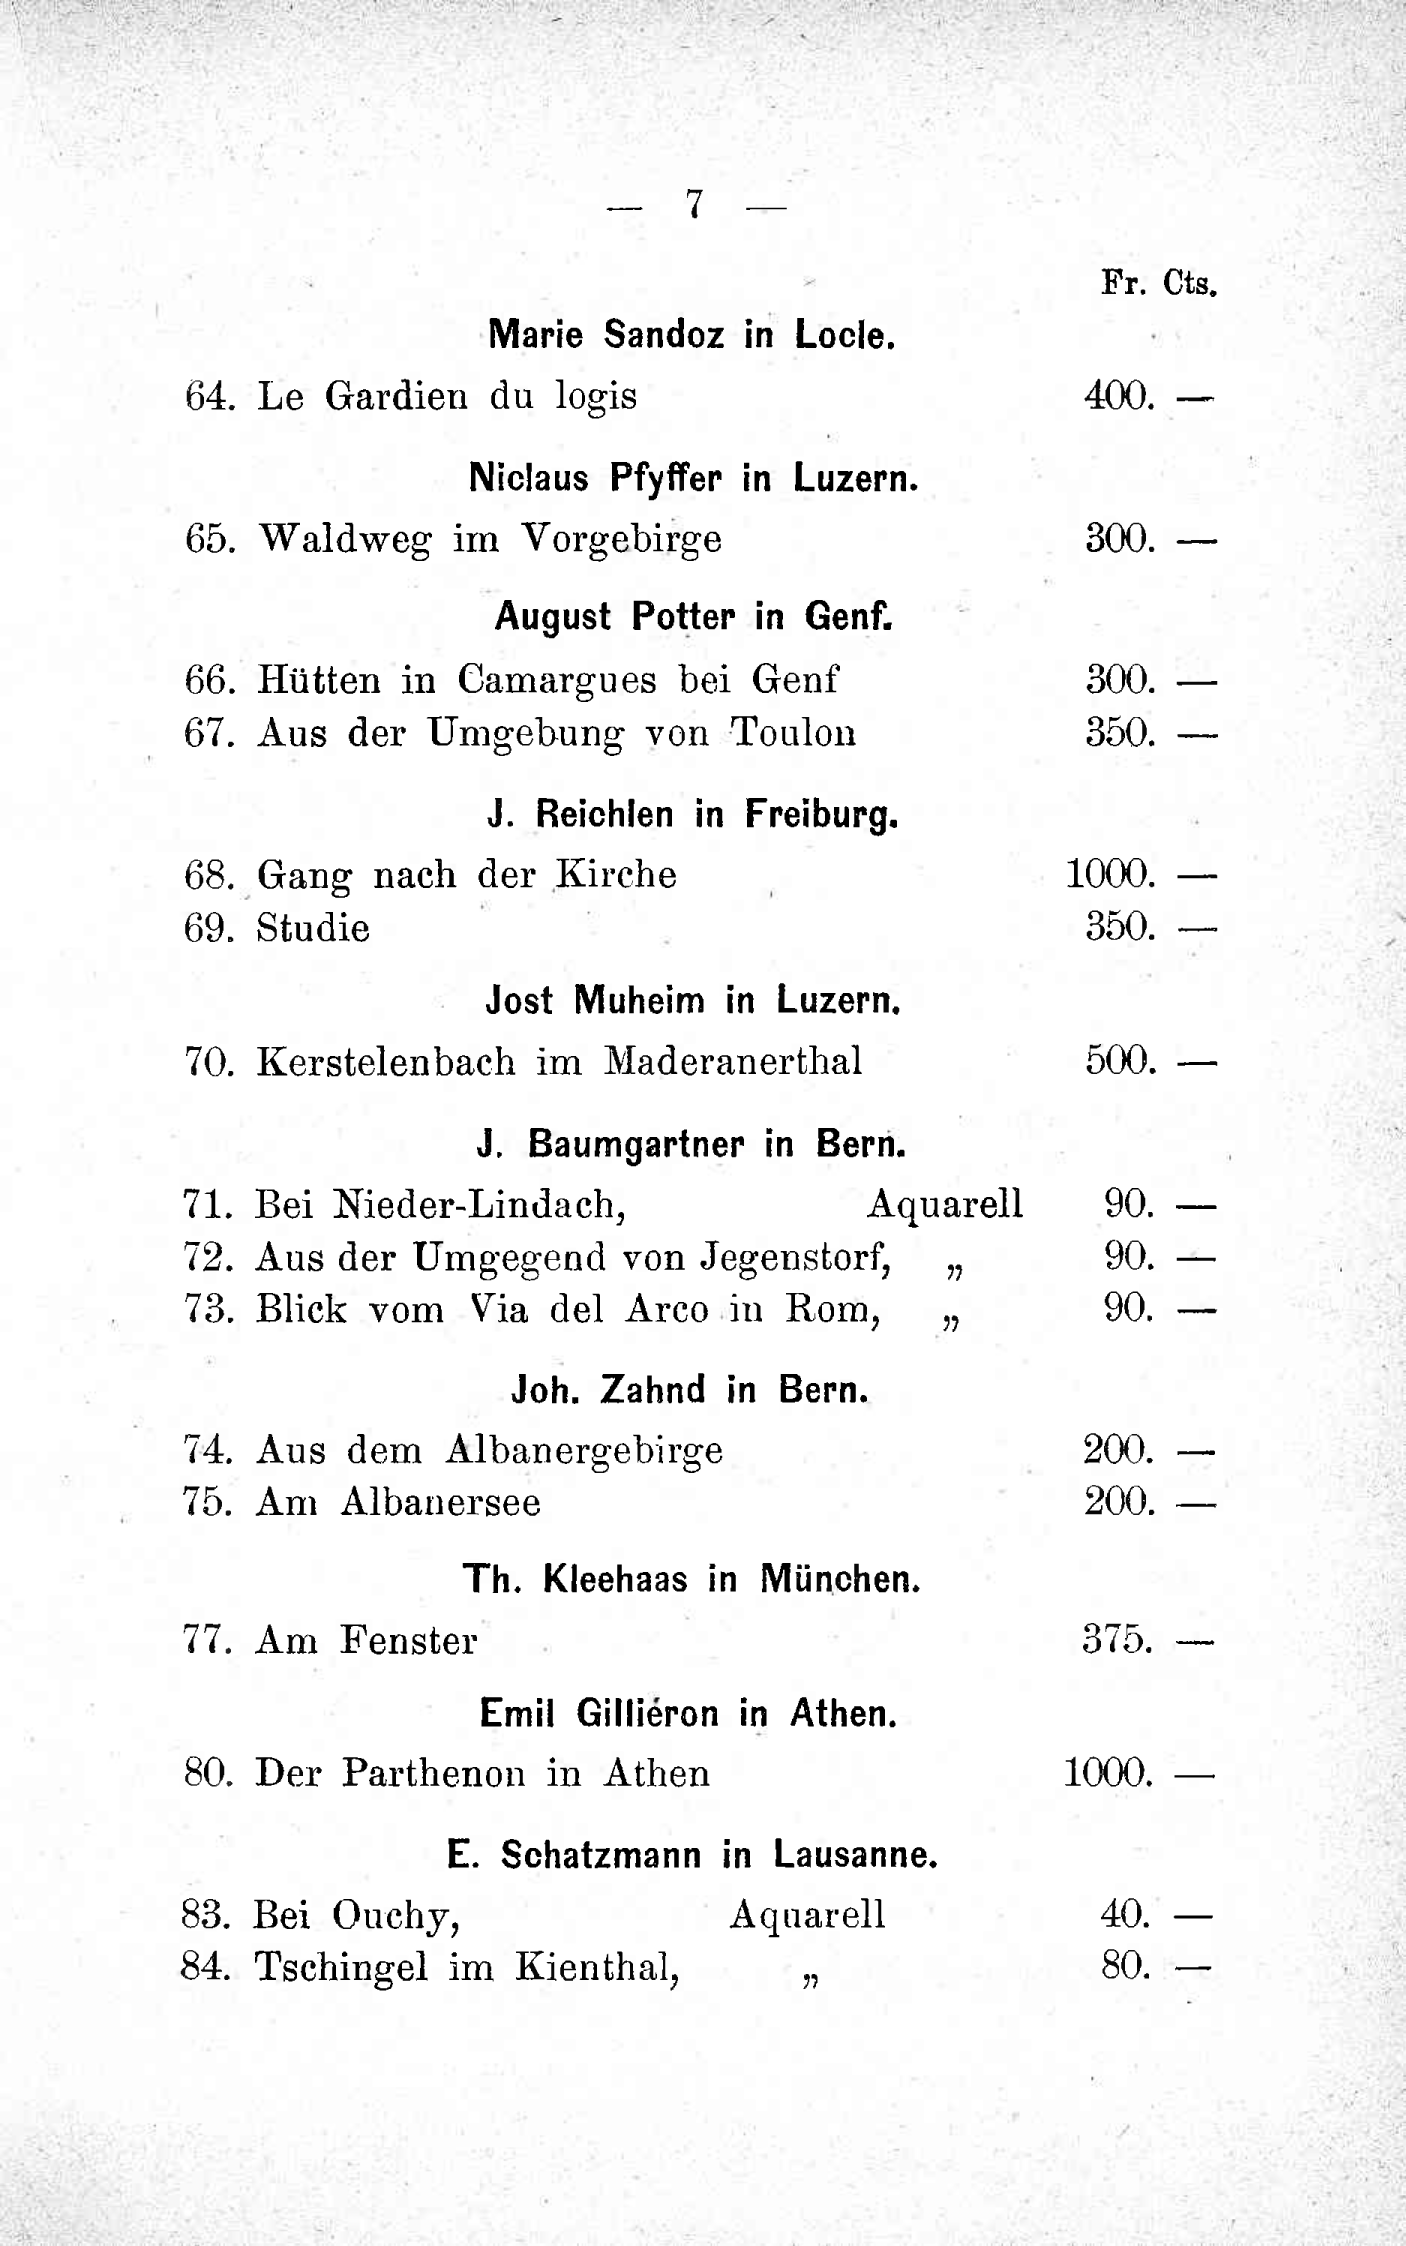 — 7 —
Fr. Cts.
Marie Sandoz in Locle.
64. Le Gardien du logis 400. —
Niclaus Pfyffer in Luzern.
65. Waldweg im Vorgebirge 300. —
August Potter in Genf.
66. Hütten in Camargues bei Genf 300. —
67. Aus der Umgebung von Toulon 350. —
J. Reichlen in Freiburg.
68. Gang nach der Kirche 1000. —
69. Studie 350. —
Jost Muheim in Luzern.
70. Kerstelenbach im Maderanerthal 500. —
J. Baumgartner in Bern.
71. Bei Nieder-Lindach, Aquarell 90. —
72. Aus der Umgegend von Jegenstorf, „ 90. —
73. Blick vom Via del Arco in Rom, „ 90. —
Joh. Zahnd in Bern.
74. Aus dem Albanergebirge 200. —
75. Am Albanersee 200. —
Th. Kleehaas in München.
77. Am Fenster 375. —
Emil Gilliéron in Athen.
80. Der Parthenon in Athen 1000. —
E. Schatzmann in Lausanne.
83. Bei Ouchy, Aquarell 40. —
84. Tschingel im Kienthal, „ 80. —